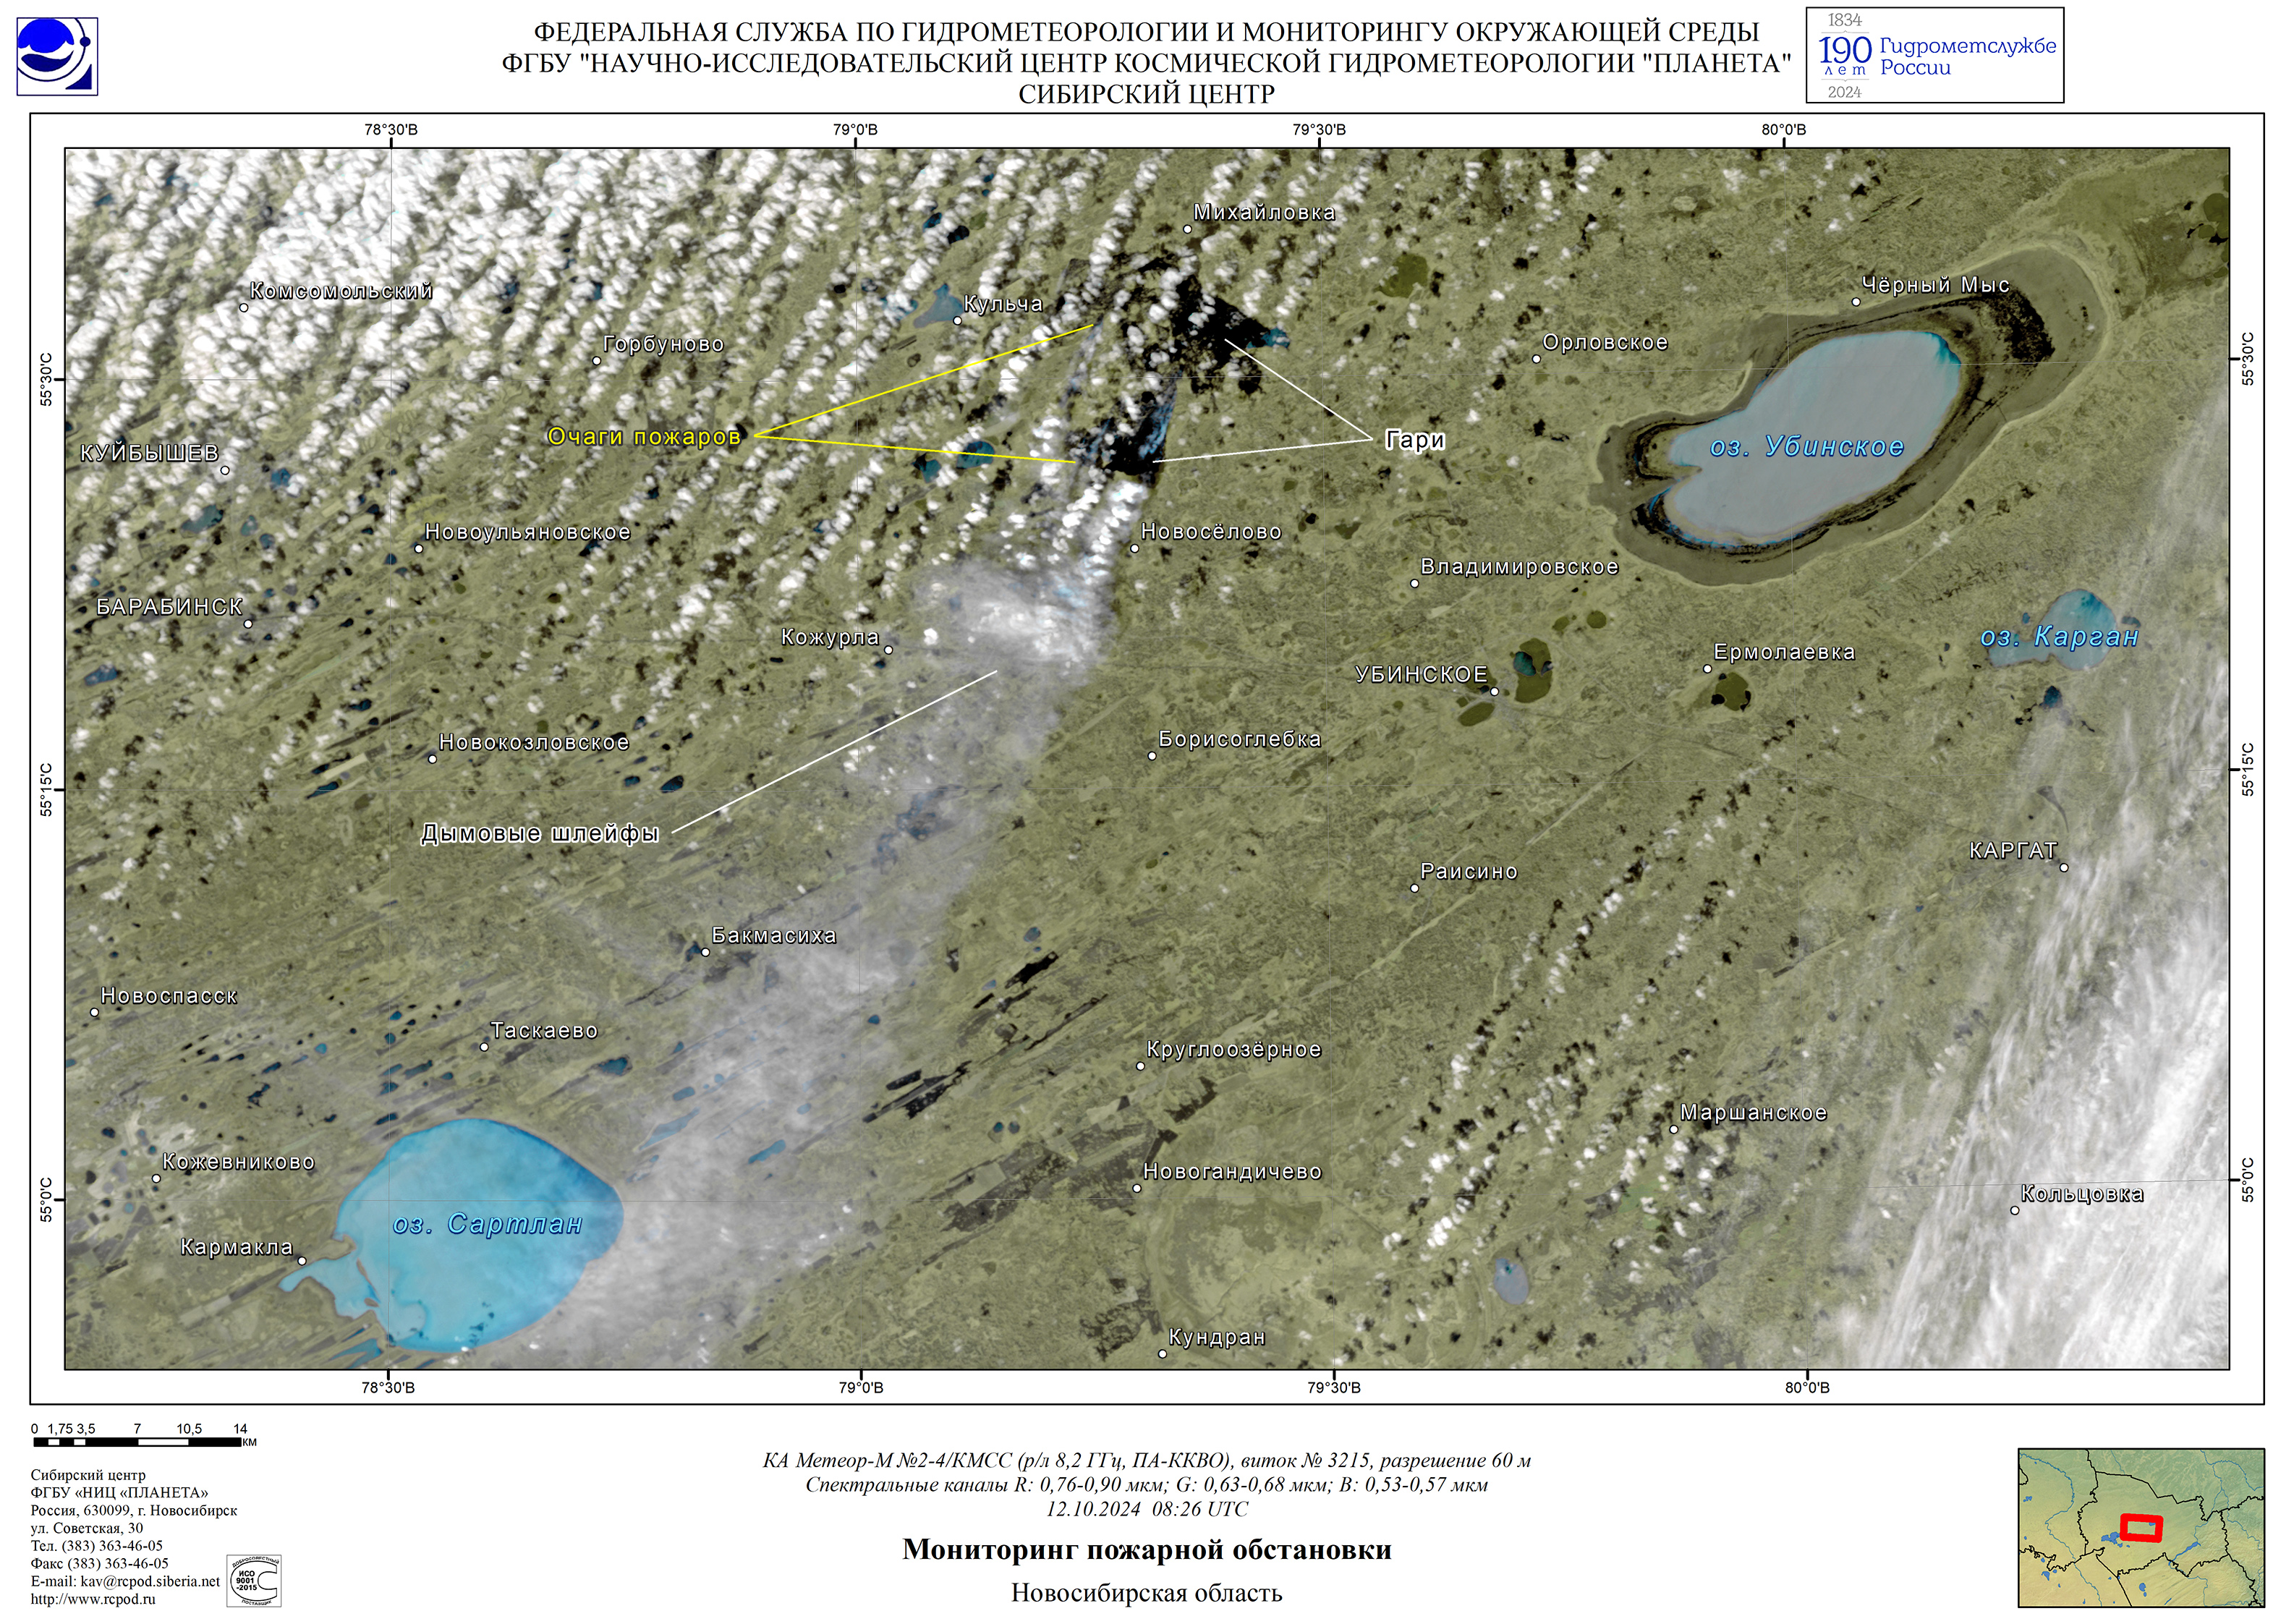 ФЕДЕРАЛЬНАЯ СЛУЖБА ПО ГИДРОМЕТЕОРОЛОГИИ И МОНИТОРИНГУ ОКРУЖАЮЩЕЙ СРЕДЫ
ФГБУ "НАУЧНО-ИССЛЕДОВАТЕЛЬСКИЙ ЦЕНТР КОСМИЧЕСКОЙ ГИДРОМЕТЕОРОЛОГИИ "ПЛАНЕТА"
СИБИРСКИЙ ЦЕНТР
1834
190 лет Гидрометслужбе России
2024
78°30'В 79°0'В 79°30'В 80°0'В
Михайловка
Комсомольский
Кульча
Чёрный Мыс
Горбуново
Орловское
55°30'С 55°30'С
Очаги пожаров
Гари
оз. Убинское
КУЙБЫШЕВ
Новоульяновское
Новосёлово
Владимировское
БАРАБИНСК
Кожурла
оз. Карган
Ермолаевка
УБИНСКОЕ
Новокозловское
Борисоглебка
55°15'С 55°15'С
Дымовые шлейфы
КАРГАТ
Раисино
Бакмасиха
Новоспасск
Таскаево
Круглоозёрное
Маршанское
Кожевниково
Новогандичево
55°0'С 55°0'С
Кольцовка
оз. Сартлан
Кармакла
Кундран
78°30'В 79°0'В 79°30'В 80°0'В
0 1,75 3,5 7 10,5 14
км
Сибирский центр
ФГБУ «НИЦ «ПЛАНЕТА»
Россия, 630099, г. Новосибирск
ул. Советская, 30
Тел. (383) 363-46-05
Факс (383) 363-46-05
E-mail: kav@rcpod.siberia.net
http://www.rcpod.ru
ДОБРОСОВЕСТНЫЙ
ИСО
9001
-2015
ПОСТАВЩИК
КА Метеор-М №2-4/КМСС (р/л 8,2 ГГц, ПА-ККВО), виток № 3215, разрешение 60 м
Спектральные каналы R: 0,76-0,90 мкм; G: 0,63-0,68 мкм; B: 0,53-0,57 мкм
12.10.2024 08:26 UTC
Мониторинг пожарной обстановки
Новосибирская область